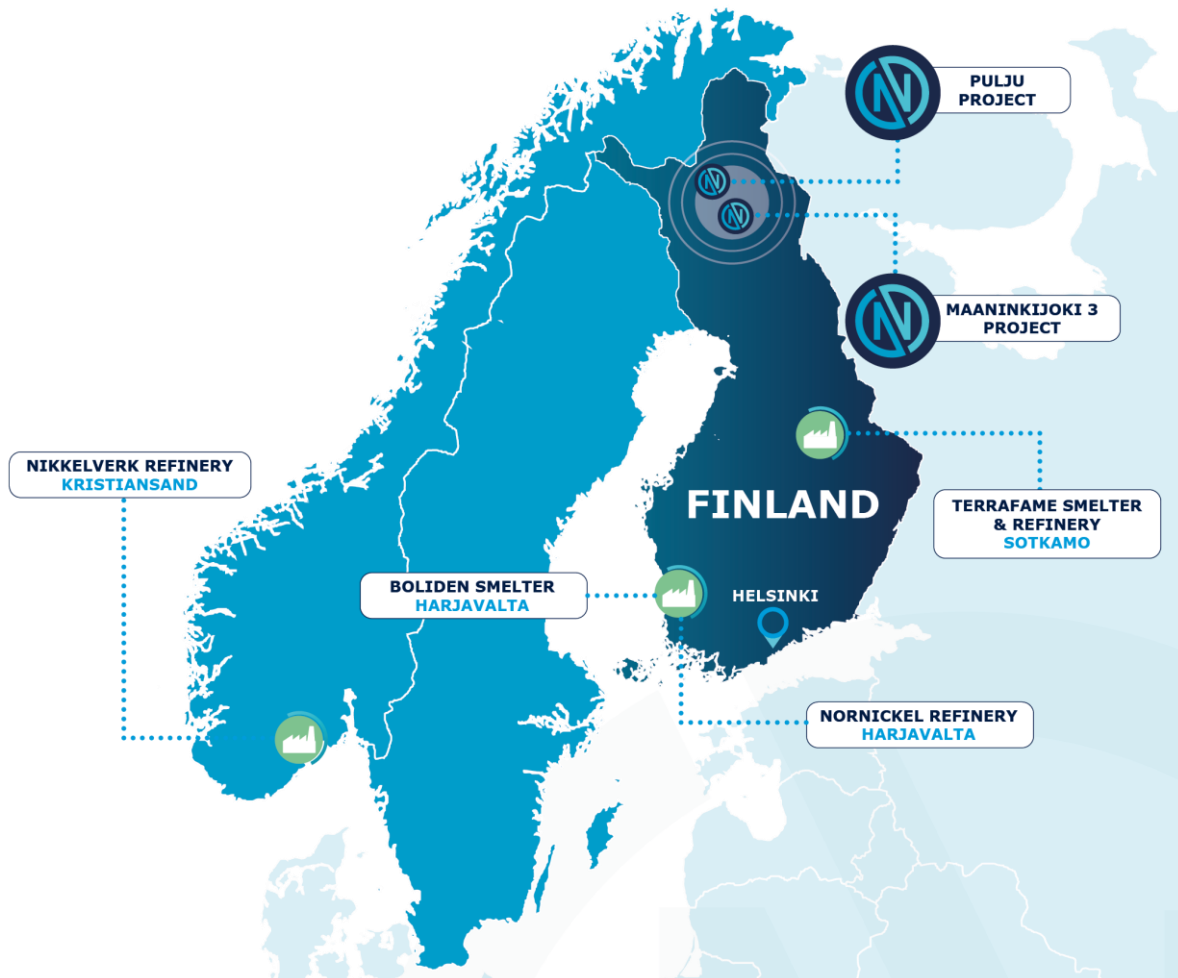 PULJU
PROJECT
MAANINKIJOKI 3
PROJECT
NIKKELVERK REFINERY
KRISTIANSAND
FINLAND
TERRAFAME SMELTER
& REFINERY
SOTKAMO
BOLIDEN SMELTER
HARJAVALTA
HELSINKI
NORNICKEL REFINERY
HARJAVALTA